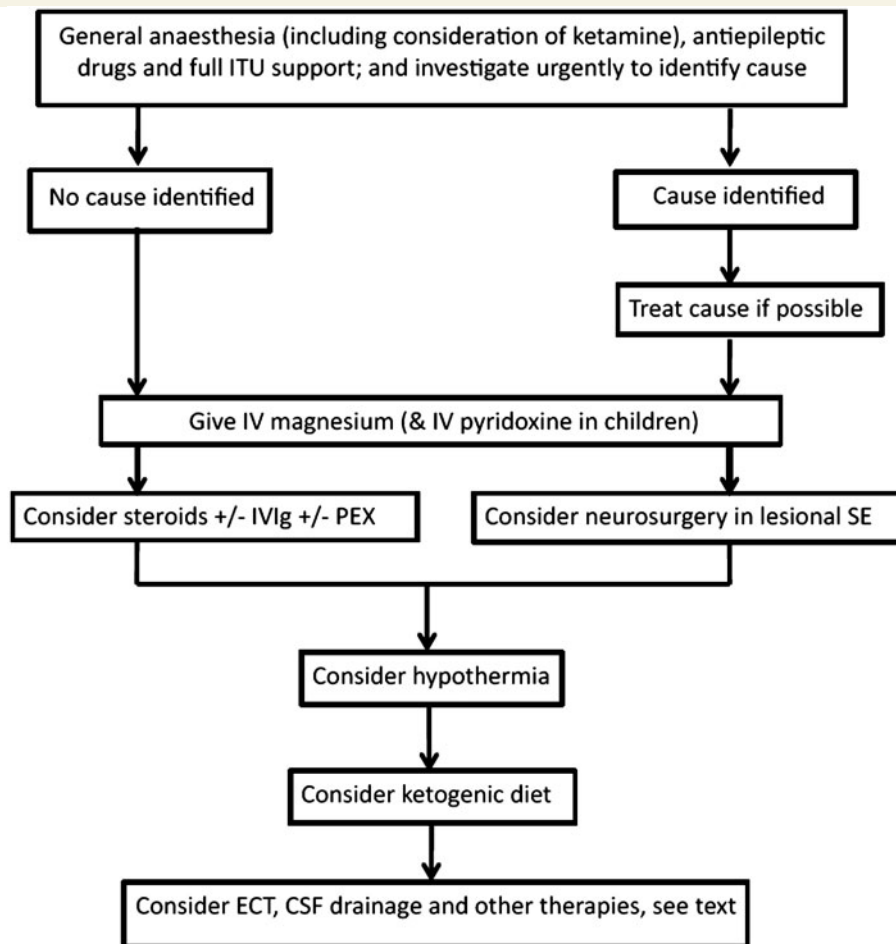 General anaesthesia (including consideration of ketamine), antiepileptic
drugs and full ITU support; and investigate urgently to identify cause
No cause identified
Cause identified
Treat cause if possible
Give IV magnesium (& IV pyridoxine in children)
Consider steroids +/- IVIg +/- PEX
Consider neurosurgery in lesional SE
Consider hypothermia
Consider ketogenic diet
Consider ECT, CSF drainage and other therapies, see text